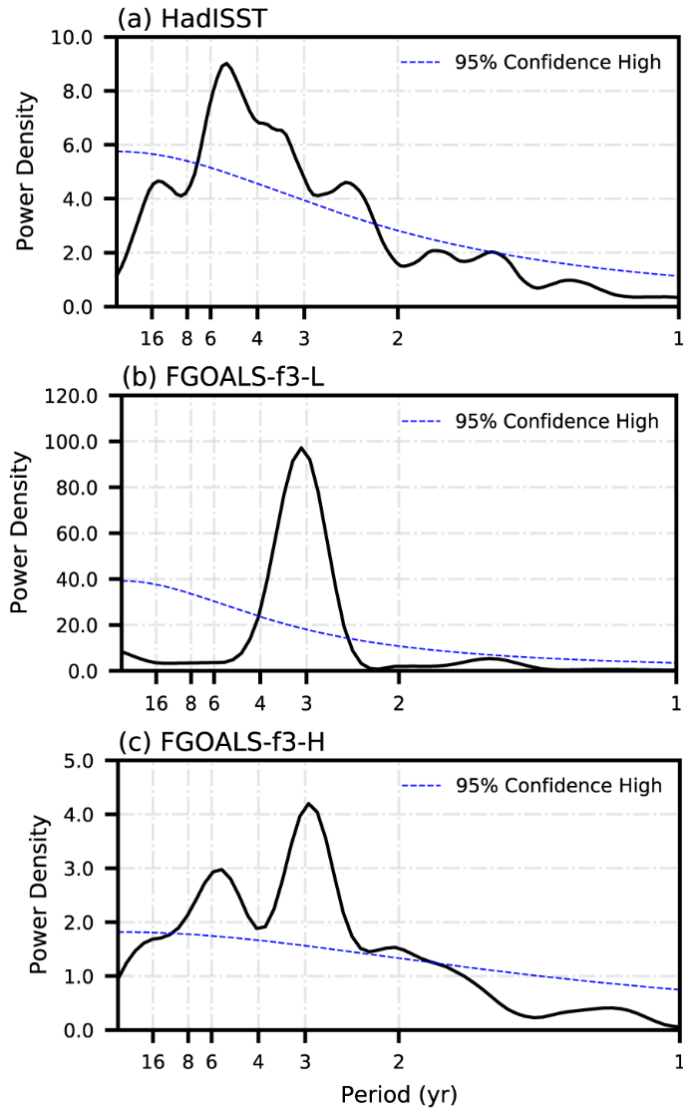 (a) HadISST
10.0
95% Confidence High
8.0
6.0
4.0
2.0
0.0
Power Density
16 8 6 4 3 2 1
(b) FGOALS-f3-L
120.0
95% Confidence High
100.0
80.0
60.0
40.0
20.0
0.0
Power Density
16 8 6 4 3 2 1
(c) FGOALS-f3-H
5.0
95% Confidence High
4.0
3.0
2.0
1.0
0.0
Power Density
16 8 6 4 3 2 1
Period (yr)